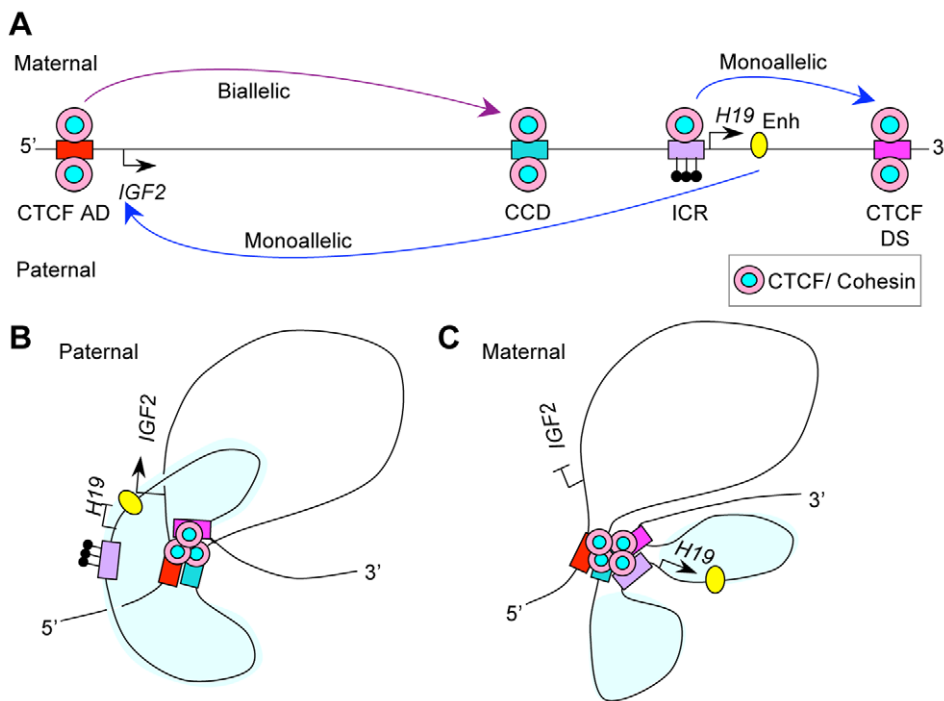 A
Maternal
Biallelic
Monoallelic
H19
Enh
5’
3
IGF2
CTCF AD
CCD
ICR
CTCF
DS
Monoallelic
Paternal
CTCF/ Cohesin
B
Paternal
IGF2
H19
5’
3’
C
Maternal
IGF2
3’
H19
5’